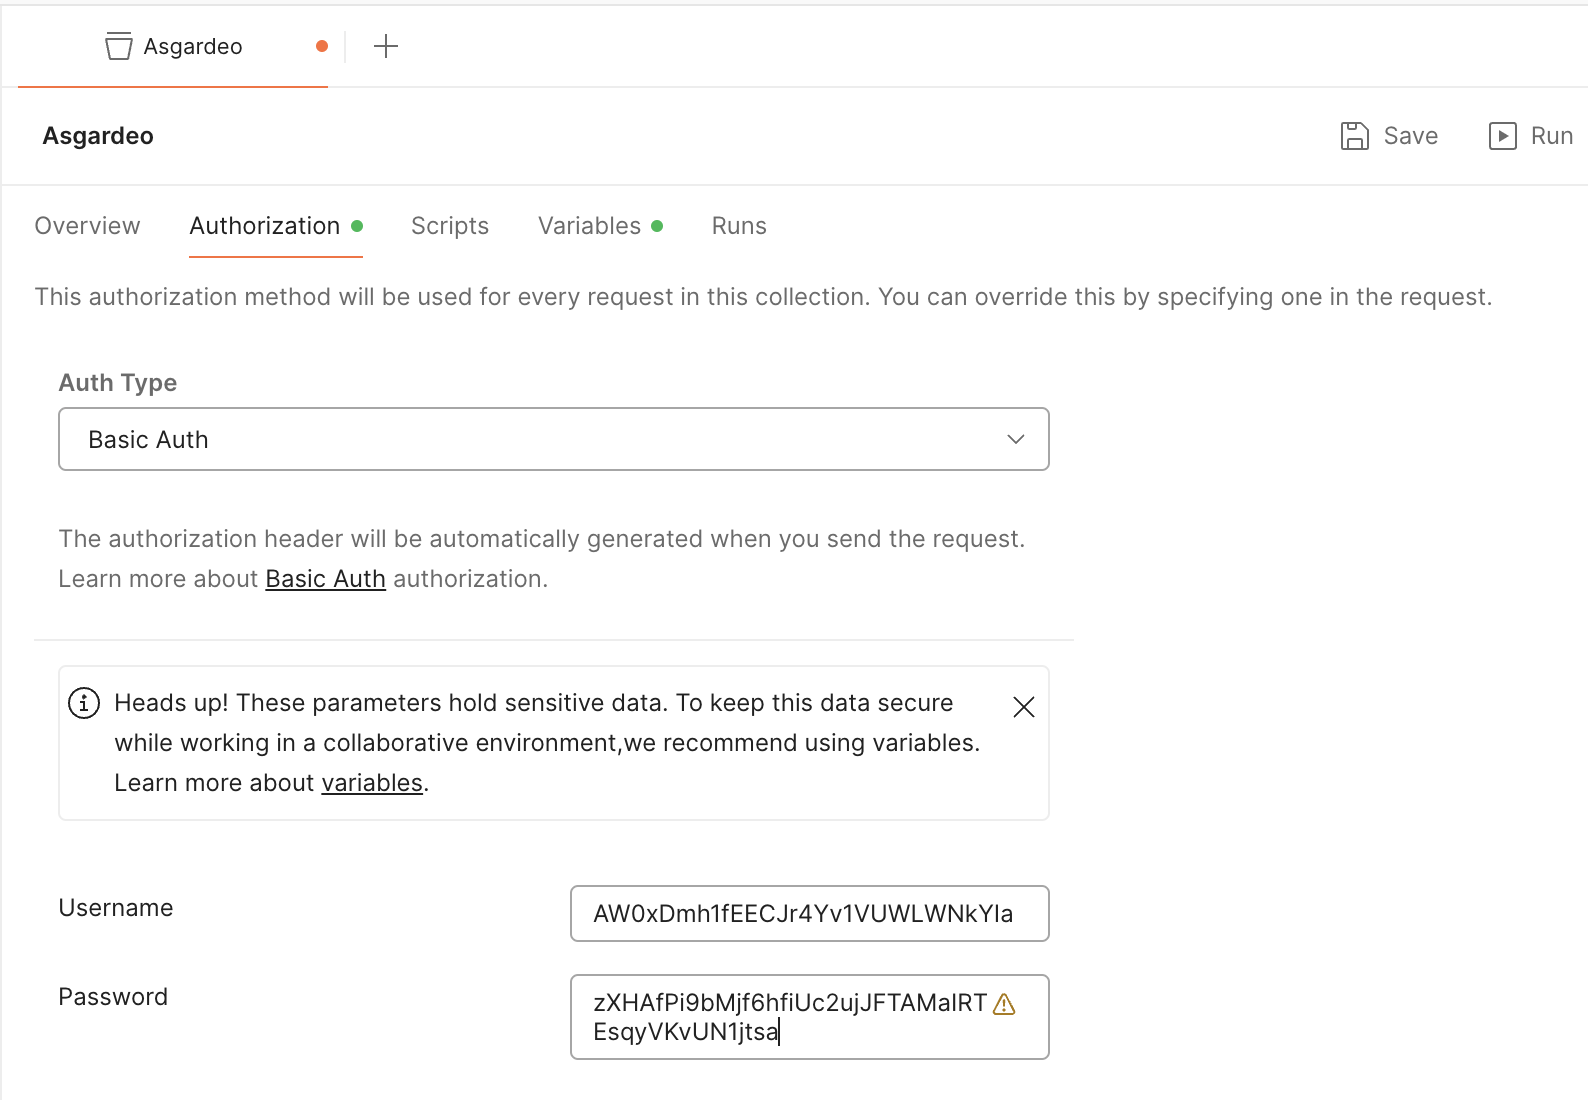 Asgardeo
Asgardeo
Save
Run
Overview
Authorization
Scripts
Variables
Runs
This authorization method will be used for every request in this collection. You can override this by specifying one in the request.
Auth Type
Basic Auth
The authorization header will be automatically generated when you send the request.
Learn more about Basic Auth authorization.
Heads up! These parameters hold sensitive data. To keep this data secure
while working in a collaborative environment,we recommend using variables.
Learn more about variables.
Username
AW0xDmh1fEECJr4Yv1VUWLWNkYIa
Password
zXHAfPi9bMjf6hfiUc2ujJFTAMaIRT
EsqyVKvUN1jtsa